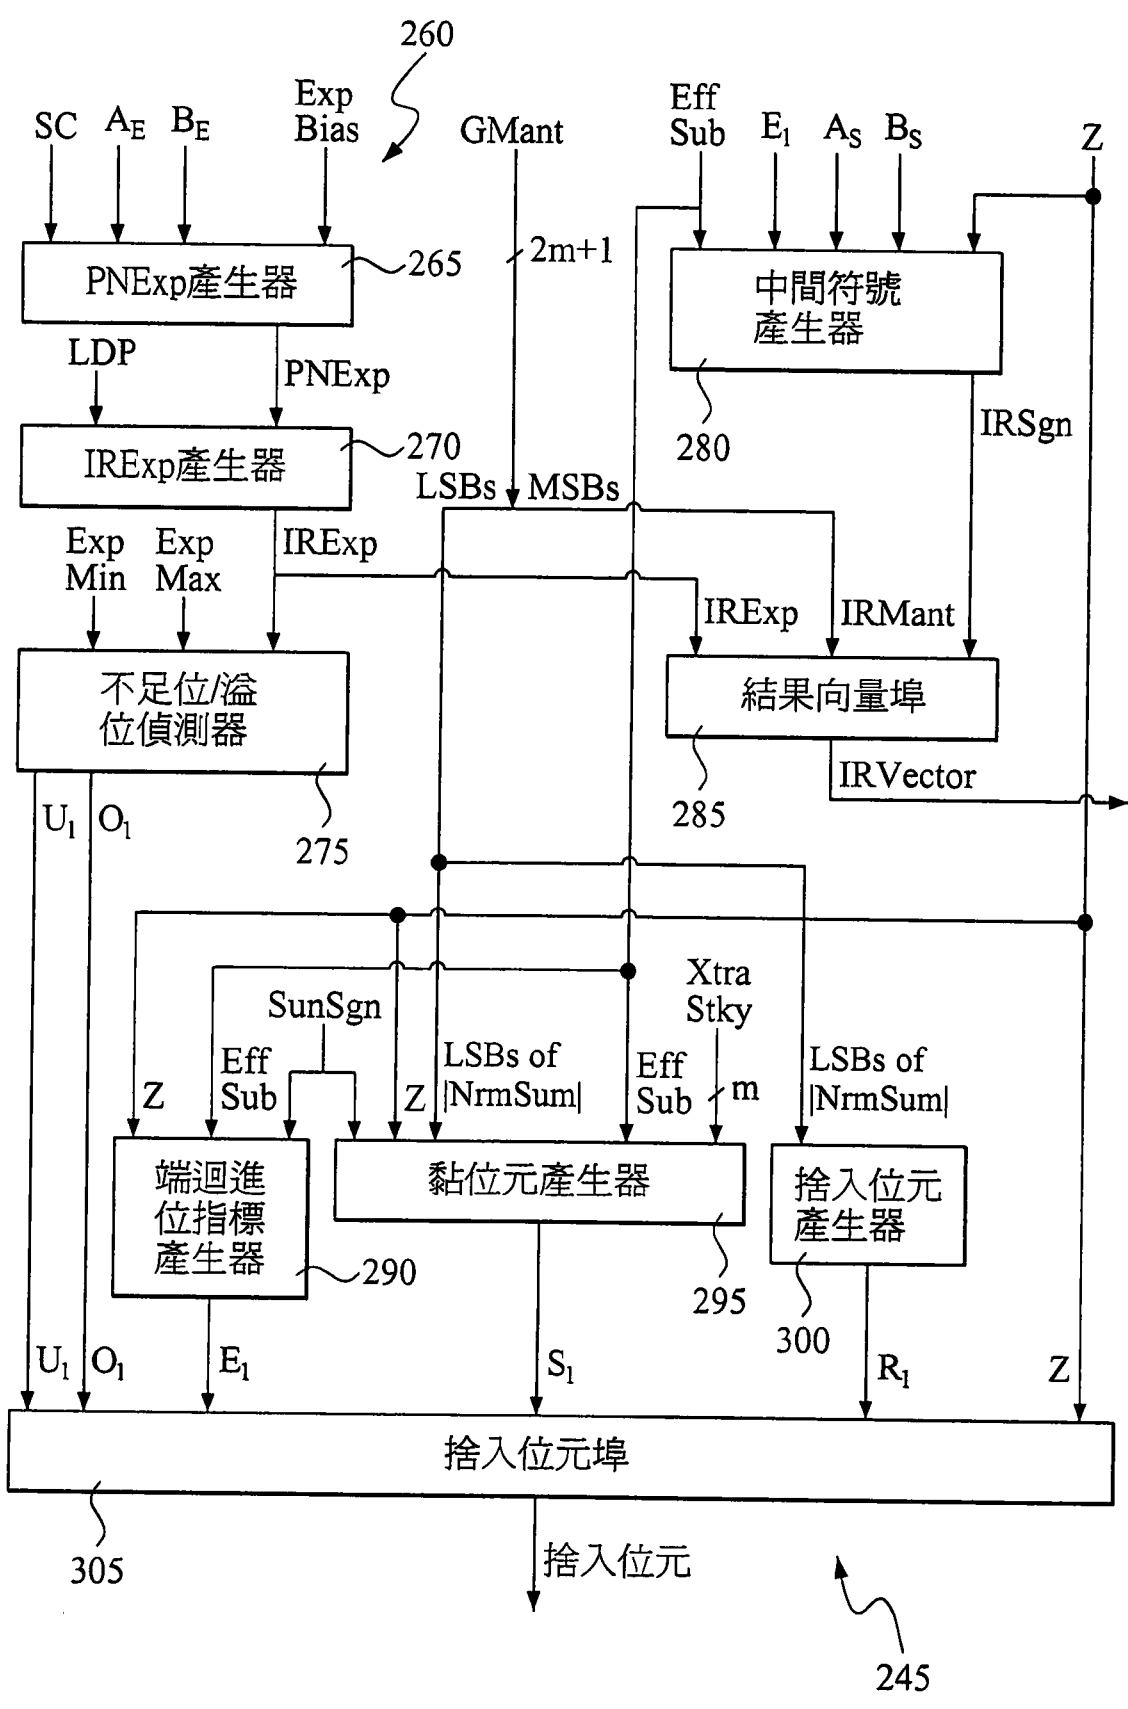 260
SC
A_E
B_E
Exp
Bias
GMant
Eff
Sub
E_1
A_S
B_S
Z
PNExp產生器
265
2m+1
中間符號
產生器
280
LDP
PNExp
IRSgn
IRExp產生器
270
LSBs
MSBs
Exp
Min
Exp
Max
IRExp
IRExp
IRMant
不足位/溢
位偵測器
275
結果向量埠
285
IRVector
U_1
O_1
Xtra
Stky
SunSgn
Z
Eff
Sub
Z
LSBs of
|NrmSum|
Eff
Sub
m
LSBs of
|NrmSum|
端迴進
位指標
產生器
290
黏位元產生器
295
捨入位元
產生器
300
U_1
O_1
E_1
S_1
R_1
Z
捨入位元埠
305
捨入位元
245